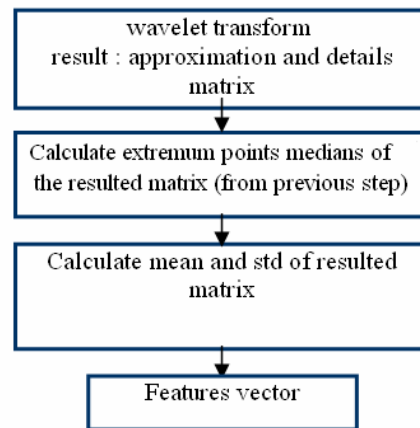 wavelet transform
result : approximation and details
matrix
Calculate extremum points medians of
the resulted matrix (from previous step)
Calculate mean and std of resulted
matrix
Features vector